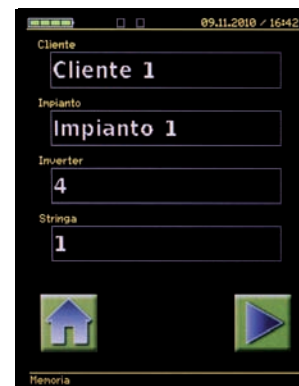 09.11.2010 / 16:42
Cliente
Cliente 1
Impianto
Impianto 1
Inverter
4
Stringa
1
Memoria